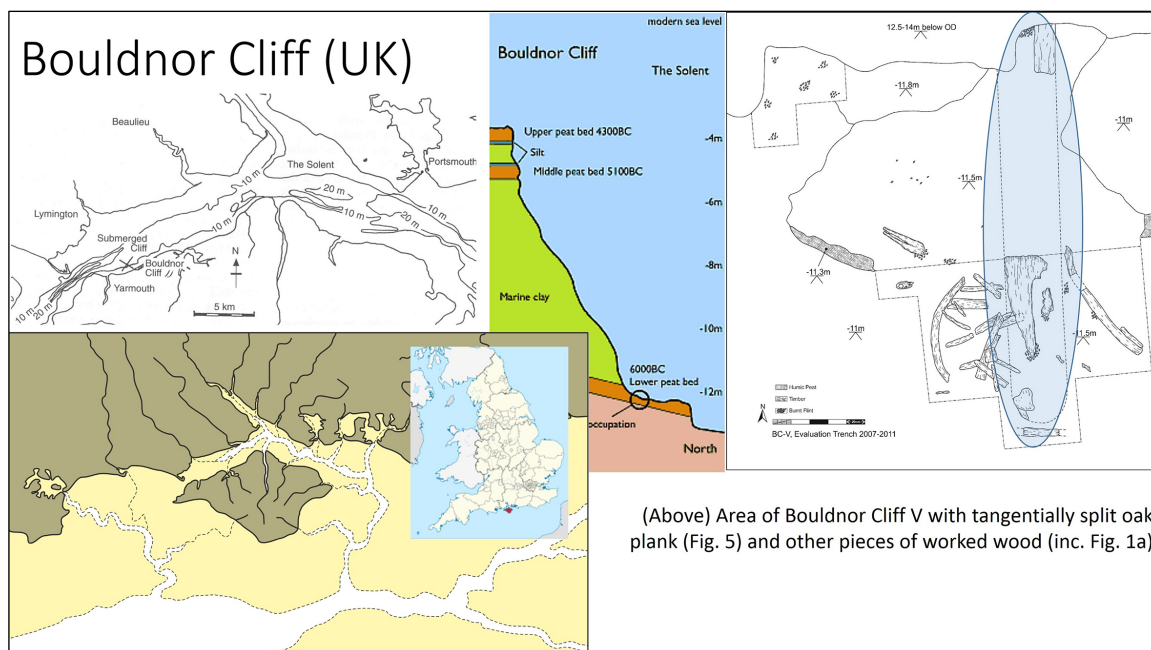 Bouldnor Cliff (UK)
Beaulieu
The Solent
Portsmouth
10 m
20 m
10 m
10 m
20 m
10 m
Lymington
10 m
Submerged
Cliff
Bouldnor
Cliff
N
Yarmouth
10 m
20 m
5 km
modern sea level
Bouldnor Cliff
The Solent
Upper peat bed 4300BC
Silt
Middle peat bed 5100BC
-4m
-6m
-8m
Marine clay
-10m
6000BC
Lower peat bed
-12m
occupation
North
12.5-14m below OD
-11.8m
-11m
-11.5m
-11.3m
-11m
-11.5m
Humic Peat
Timber
Burnt Flint
N
BC-V, Evaluation Trench 2007-2011
(Above) Area of Bouldnor Cliff V with tangentially split oak
plank (Fig. 5) and other pieces of worked wood (inc. Fig. 1a)